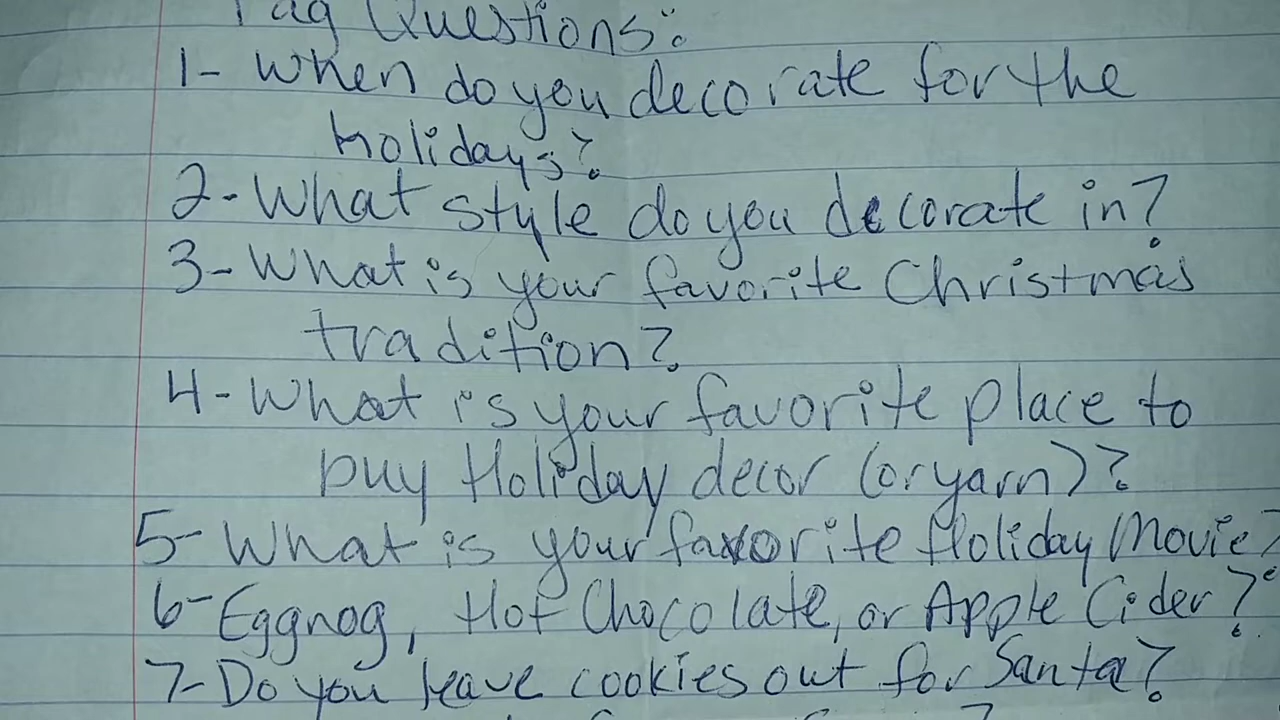 Tag Questions:
1- When do you decorate for the
holidays?
2- What style do you decorate in?
3- What is your favorite Christmas
tradition?
4- What is your favorite place to
buy Holiday decor (or yarn)?
5- What is your favorite Holiday Movie?
6- Eggnog, Hot Chocolate, or Apple Cider?
7- Do you leave cookies out for Santa?